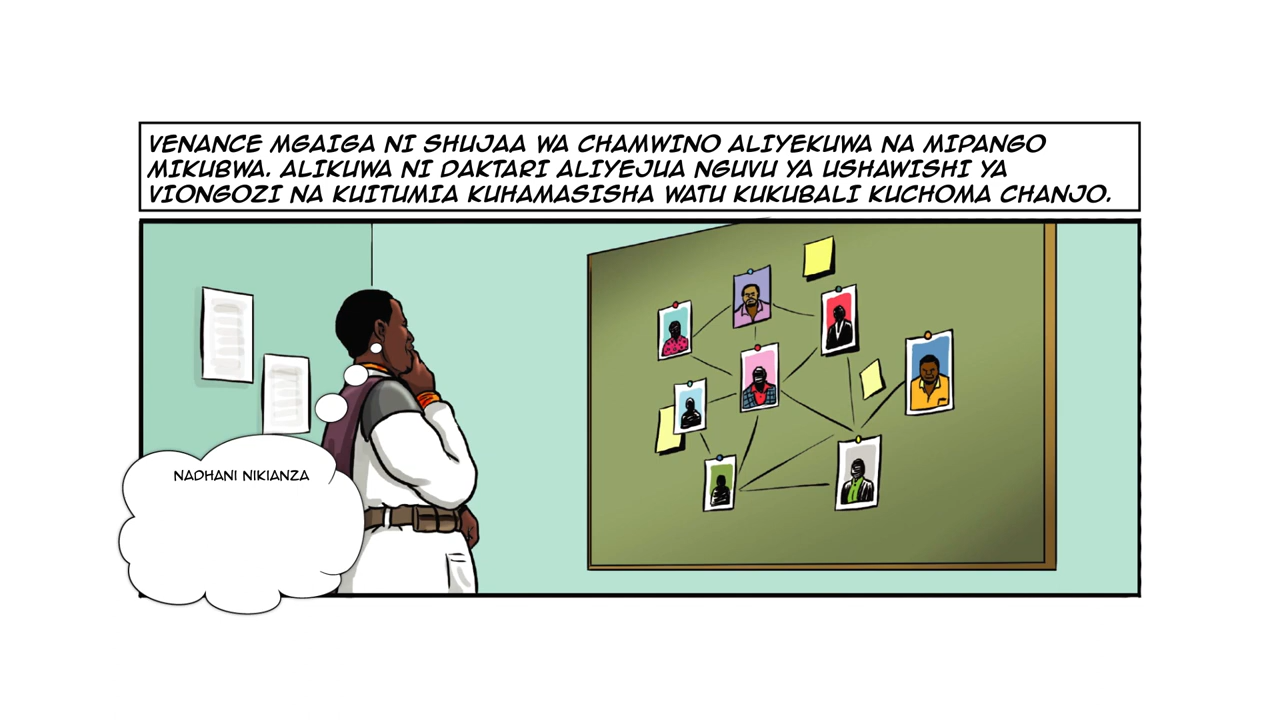 VENANCE MGAIGA NI SHUJAA WA CHAMWINO ALIYEKUWA NA MIPANGO
MIKUBWA. ALIKUWA NI DAKTARI ALIYEJUA NGUVU YA USHAWISHI YA
VIONGOZI NA KUITUMIA KUHAMASISHA WATU KUKUBALI KUCHOMA CHANJO.
NADHANI NIKIANZA